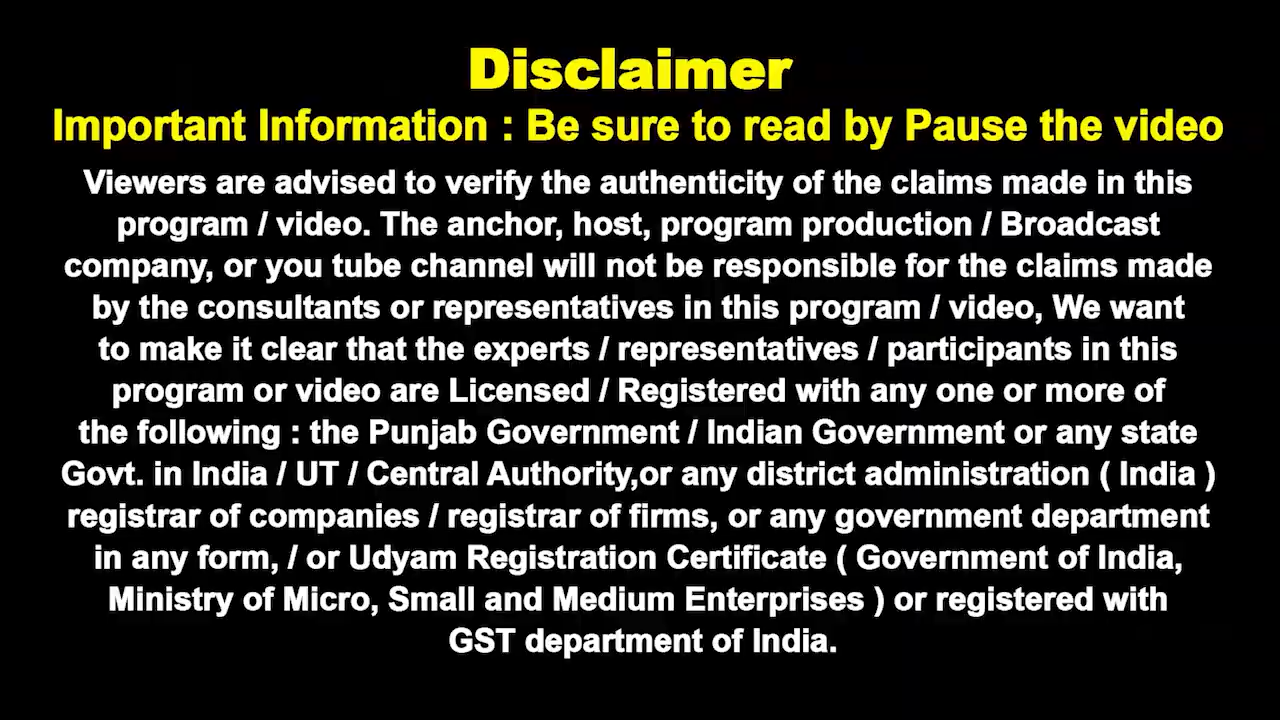 Disclaimer
Important Information : Be sure to read by Pause the video
Viewers are advised to verify the authenticity of the claims made in this
program / video. The anchor, host, program production / Broadcast
company, or you tube channel will not be responsible for the claims made
by the consultants or representatives in this program / video, We want
to make it clear that the experts / representatives / participants in this
program or video are Licensed / Registered with any one or more of
the following : the Punjab Government / Indian Government or any state
Govt. in India / UT / Central Authority,or any district administration ( India )
registrar of companies / registrar of firms, or any government department
in any form, / or Udyam Registration Certificate ( Government of India,
Ministry of Micro, Small and Medium Enterprises ) or registered with
GST department of India.